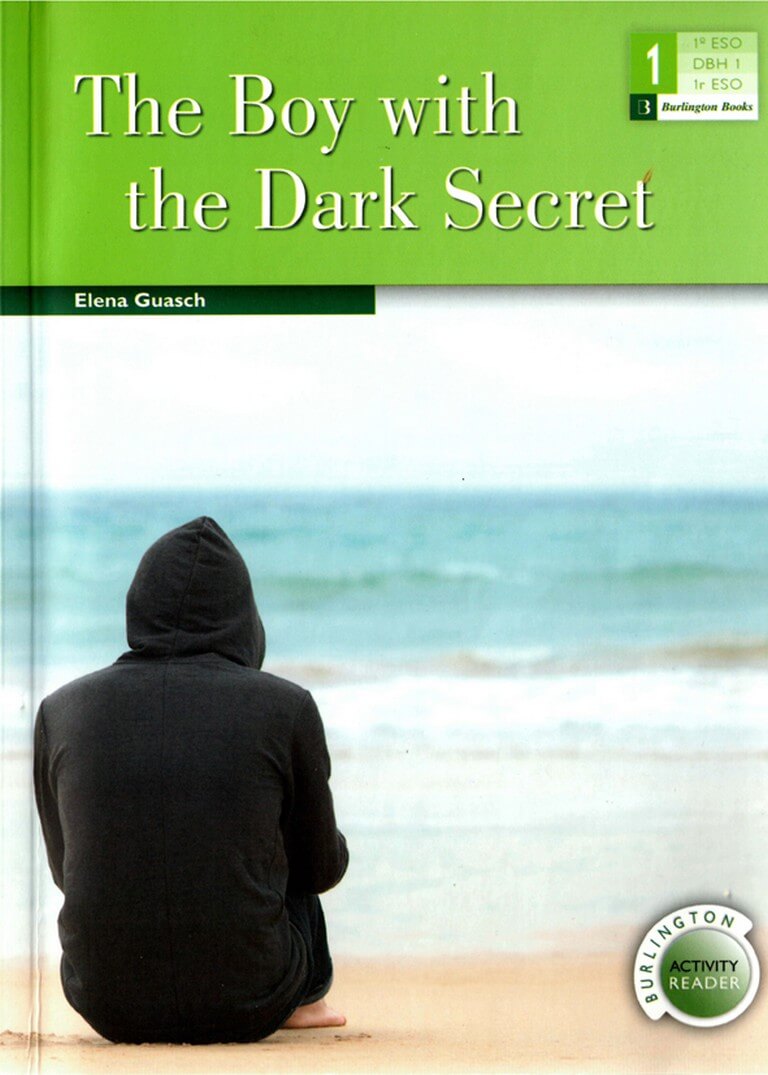 The Boy with
the Dark Secret
1
1º ESO
DBH 1
1r ESO
B
Burlington Books
Elena Guasch
BURLINGTON
ACTIVITY
READER